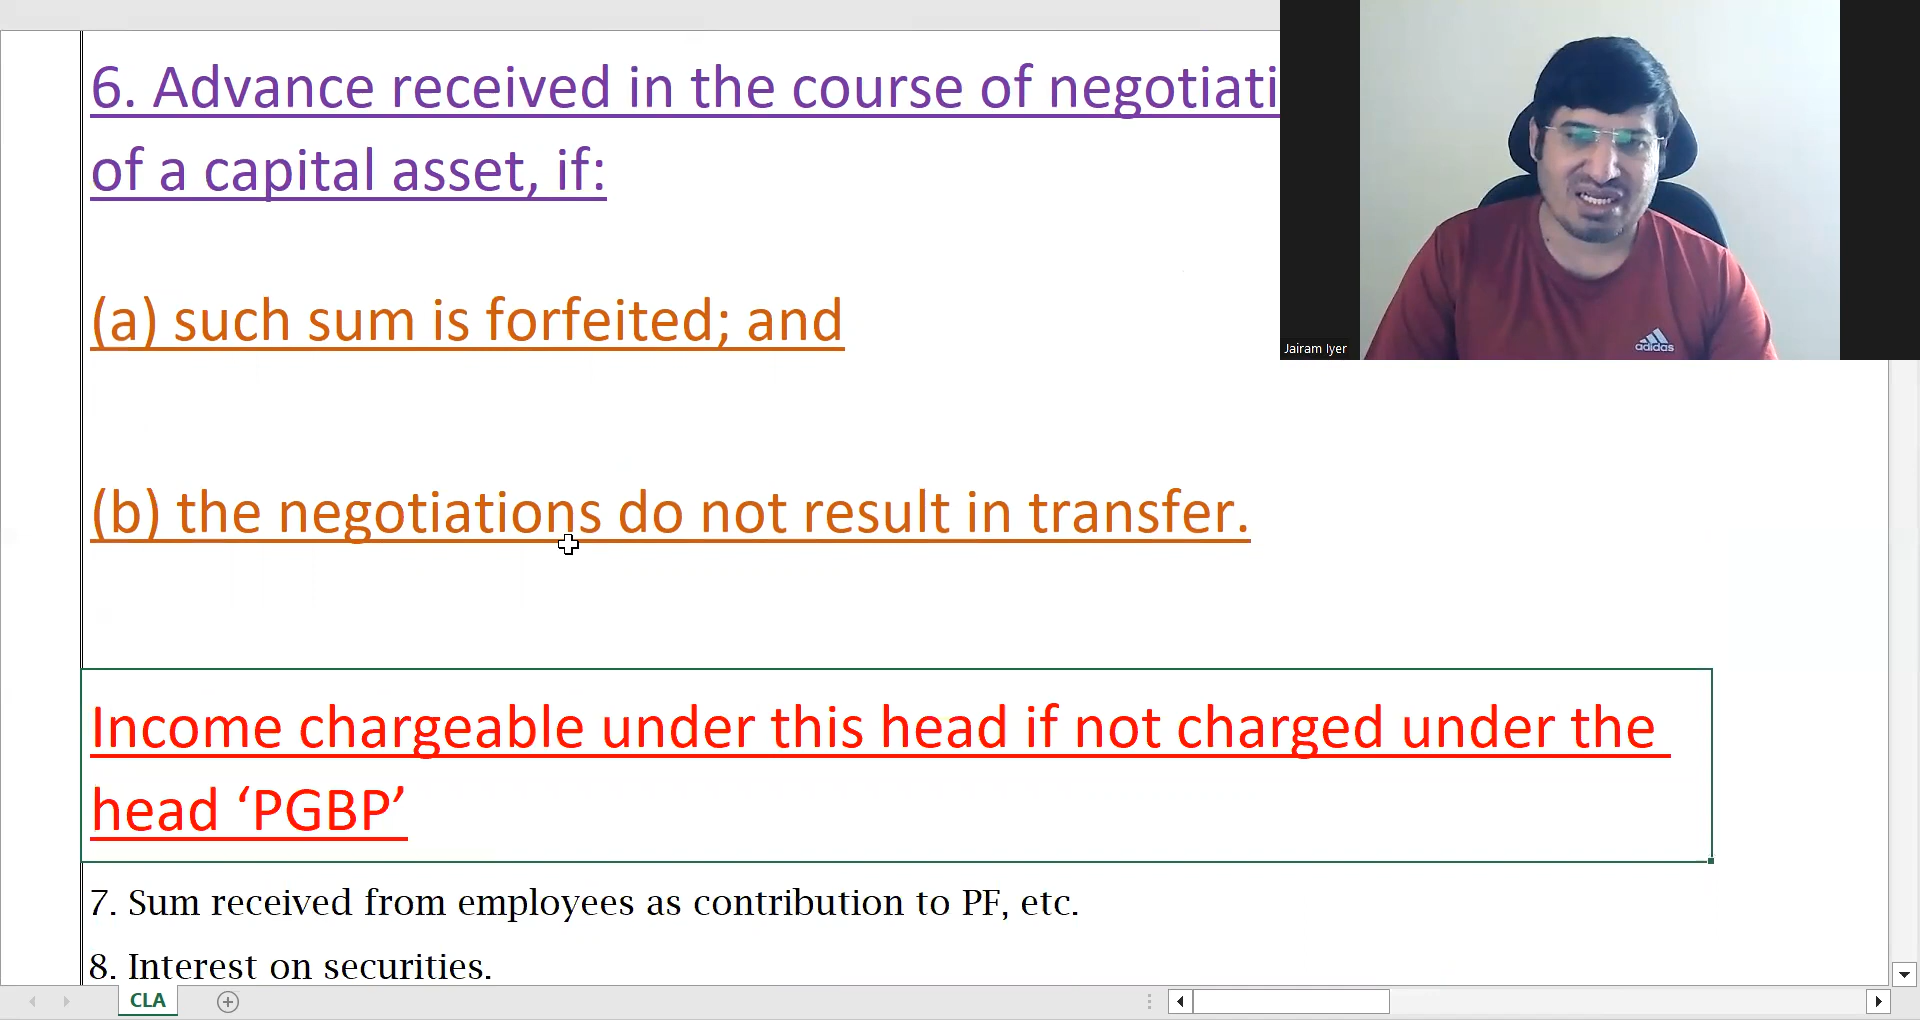 6. Advance received in the course of
of a capital asset, if:
(a) such sum is forfeited; and
(b) the negotiations do not result in transfer.
Income chargeable under this head if not charged under the
head ‘PGBP’
7. Sum received from employees as contribution to PF, etc.
8. Interest on securities.
CLA
adidas
Jairam Iyer